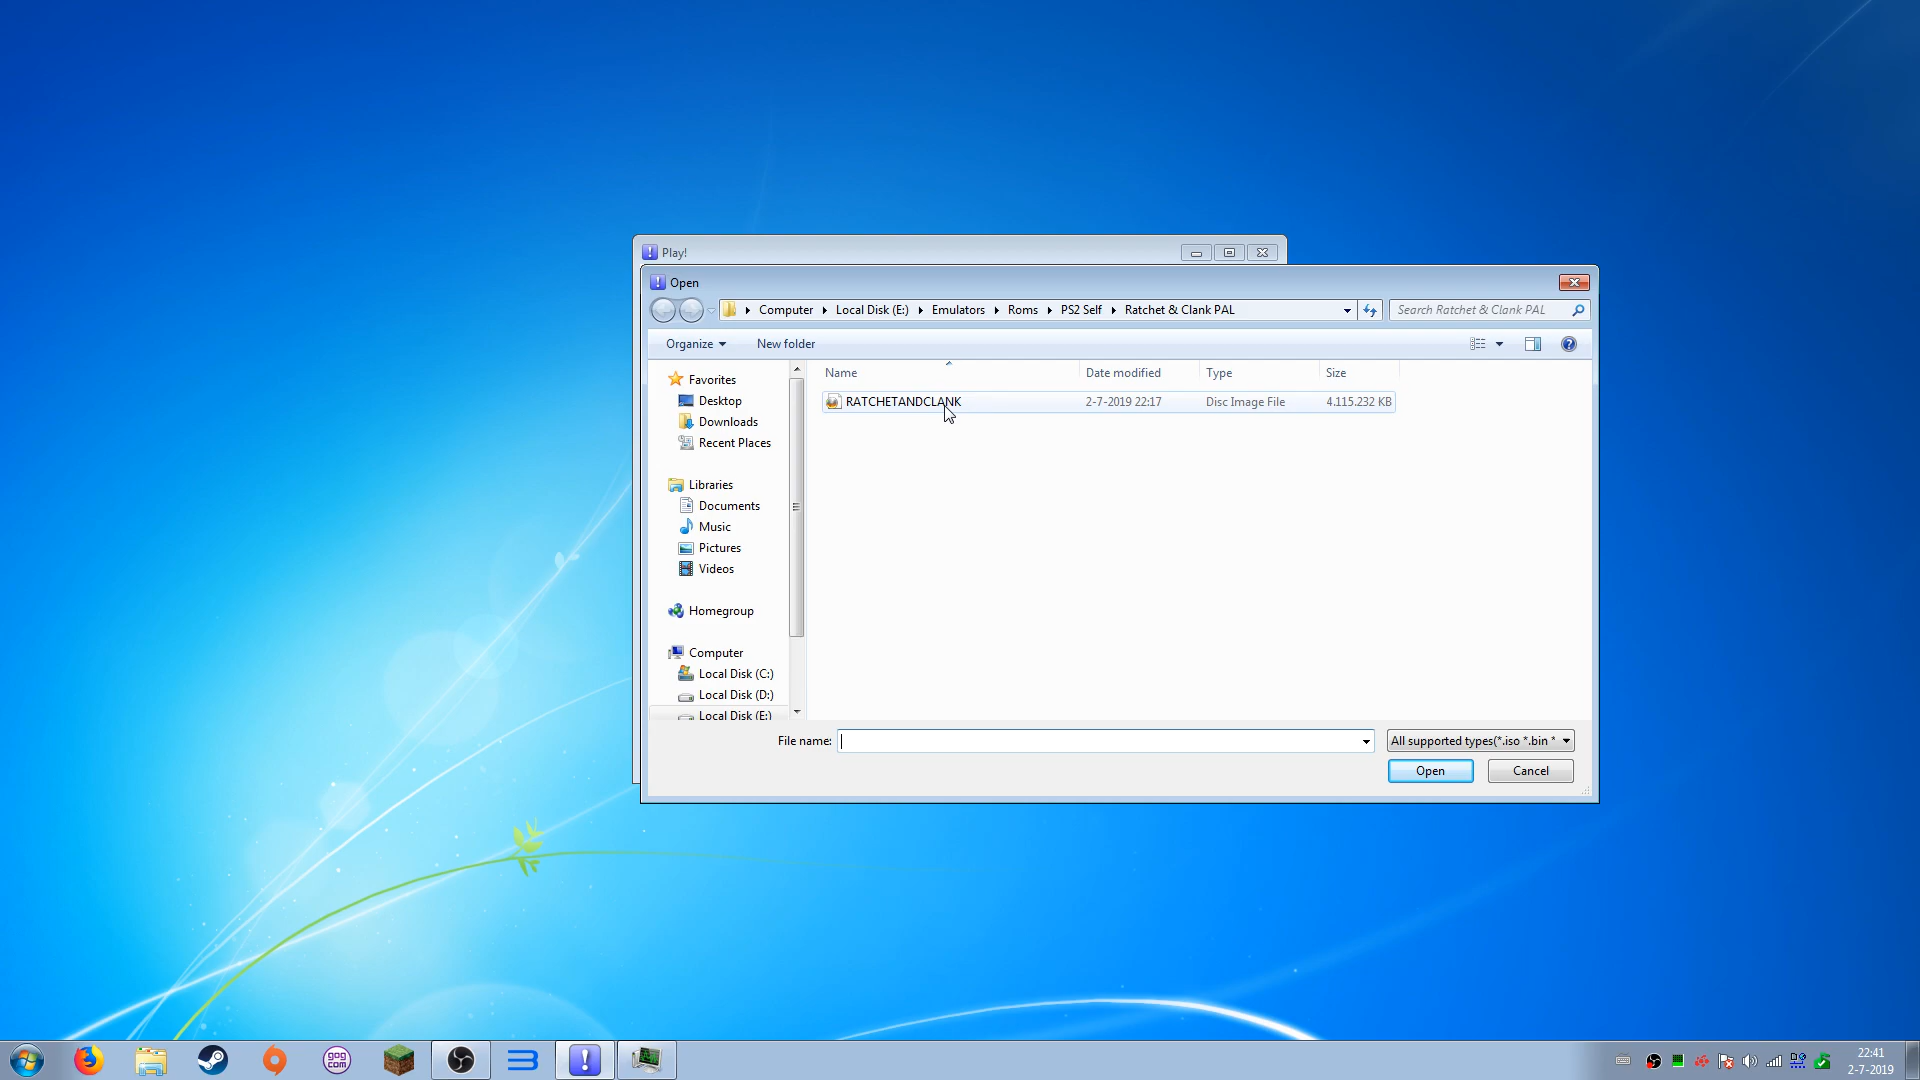 Play!
Open
Computer Local Disk (E:) Emulators Roms PS2 Self Ratchet & Clank PAL
Search Ratchet & Clank PAL
Organize New folder
Name Date modified Type Size
RATCHETANDCLANK 2-7-2019 22:17 Disc Image File 4.115.232 KB
Favorites
Desktop
Downloads
Recent Places
Libraries
Documents
Music
Pictures
Videos
Homegroup
Computer
Local Disk (C:)
Local Disk (D:)
Local Disk (E:)
File name: All supported types(*.iso *.bin *
Open Cancel
gog
com
22:41
2-7-2019